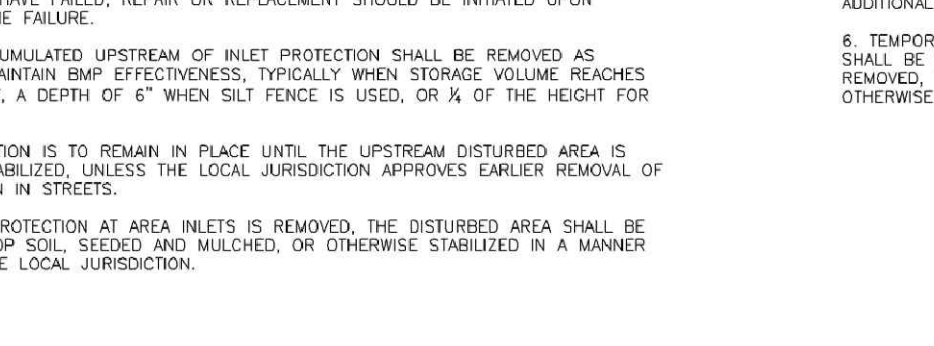 HAVE FAILED, REPAIR OR REPLACEMENT SHOULD BE INITIATED UPON
E FAILURE.
UMULATED UPSTREAM OF INLET PROTECTION SHALL BE REMOVED AS
AINTAIN BMP EFFECTIVENESS, TYPICALLY WHEN STORAGE VOLUME REACHES
, A DEPTH OF 6" WHEN SILT FENCE IS USED, OR ¼ OF THE HEIGHT FOR
TION IS TO REMAIN IN PLACE UNTIL THE UPSTREAM DISTURBED AREA IS
ABILIZED, UNLESS THE LOCAL JURISDICTION APPROVES EARLIER REMOVAL OF
N IN STREETS.
ROTECTION AT AREA INLETS IS REMOVED, THE DISTURBED AREA SHALL BE
OP SOIL, SEEDED AND MULCHED, OR OTHERWISE STABILIZED IN A MANNER
E LOCAL JURISDICTION.
ADDITIONAL
6. TEMPOR
SHALL BE
REMOVED,
OTHERWISE